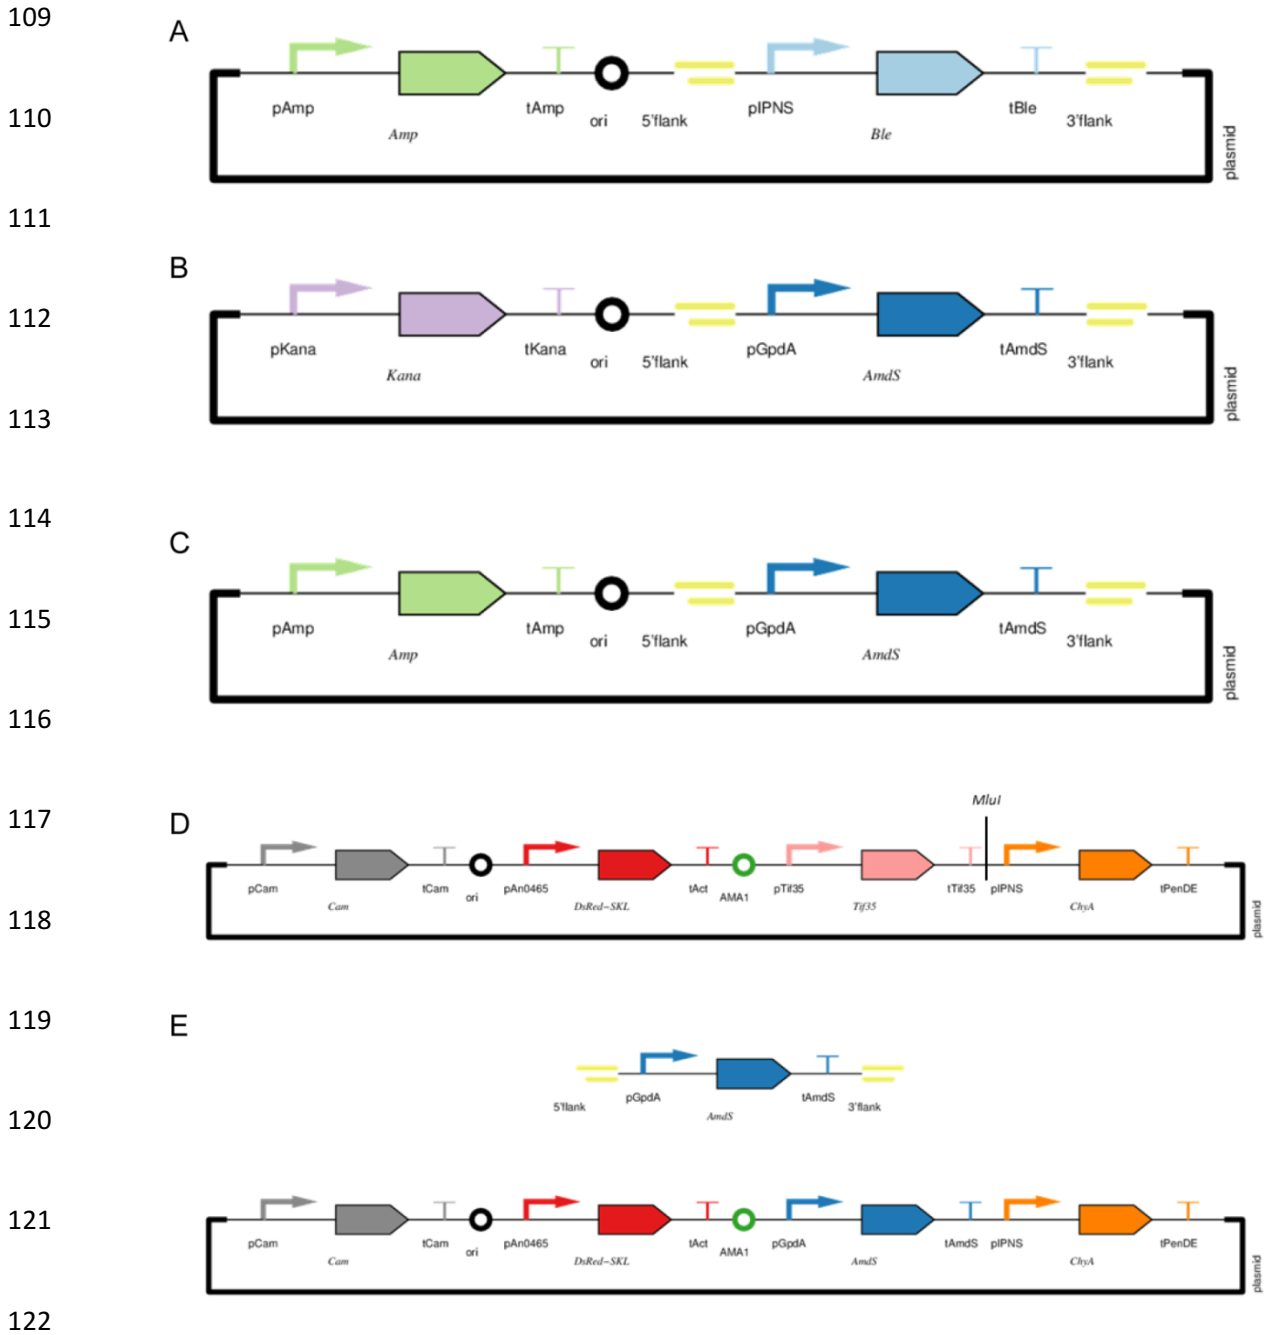 109
A
pAmp Amp tAmp ori 5'flank pIPNS Ble tBle 3'flank plasmid
110
111
B
112
pKana Kana tKana ori 5'flank pGpdA AmdS tAmdS 3'flank plasmid
113
114
C
115
pAmp Amp tAmp ori 5'flank pGpdA AmdS tAmdS 3'flank plasmid
116
117
D
MluI
pCam Cam tCam ori pAn0465 DsRed-SKL tAct AMA1 pTif35 Tif35 tTif35 pIPNS ChyA tPenDE plasmid
118
119
E
5'flank pGpdA AmdS tAmdS 3'flank
120
121
pCam Cam tCam ori pAn0465 DsRed-SKL tAct AMA1 pGpdA AmdS tAmdS pIPNS ChyA tPenDE plasmid
122